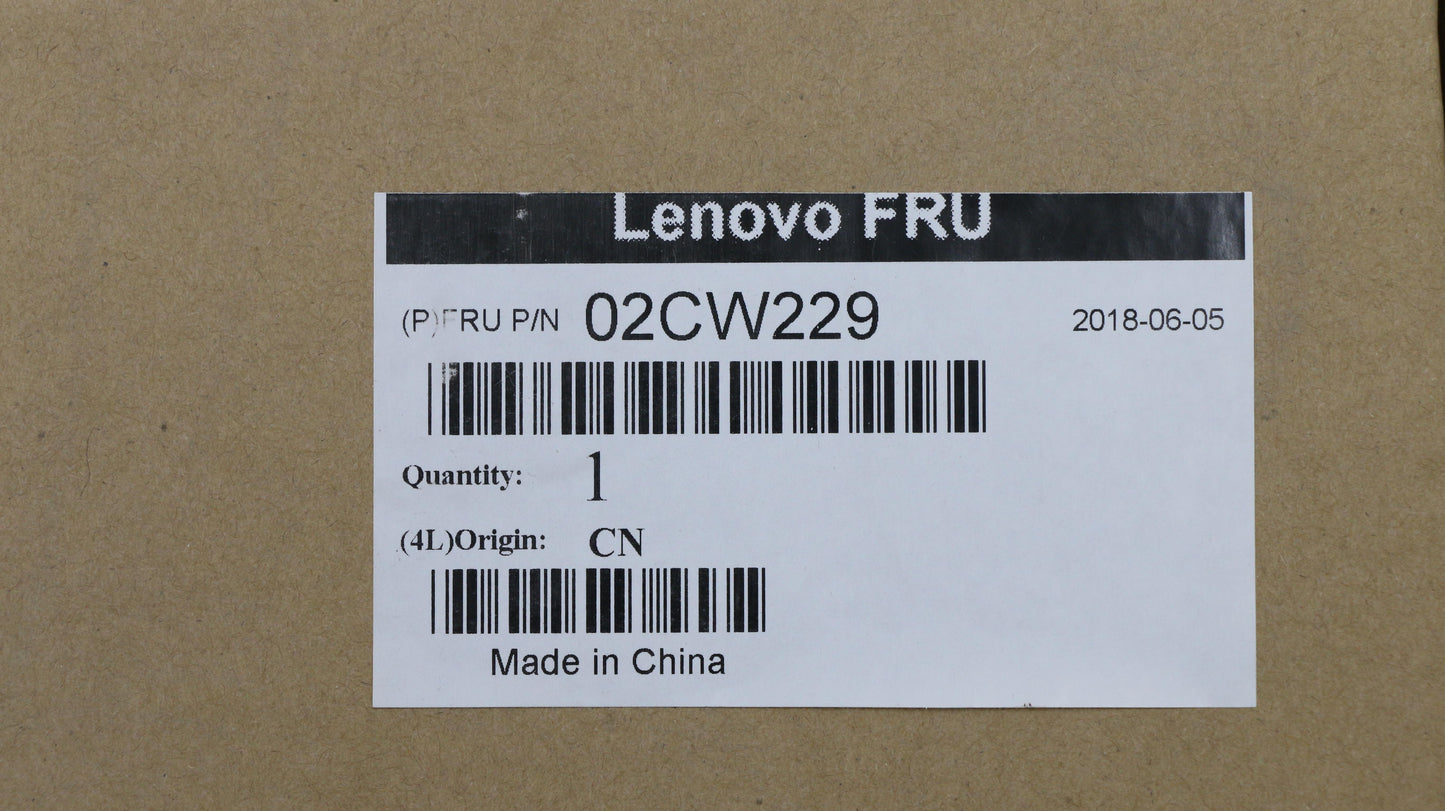 Lenovo FRU
(P)FRU P/N 02CW229 2018-06-05
Quantity: 1
(4L)Origin: CN
Made in China